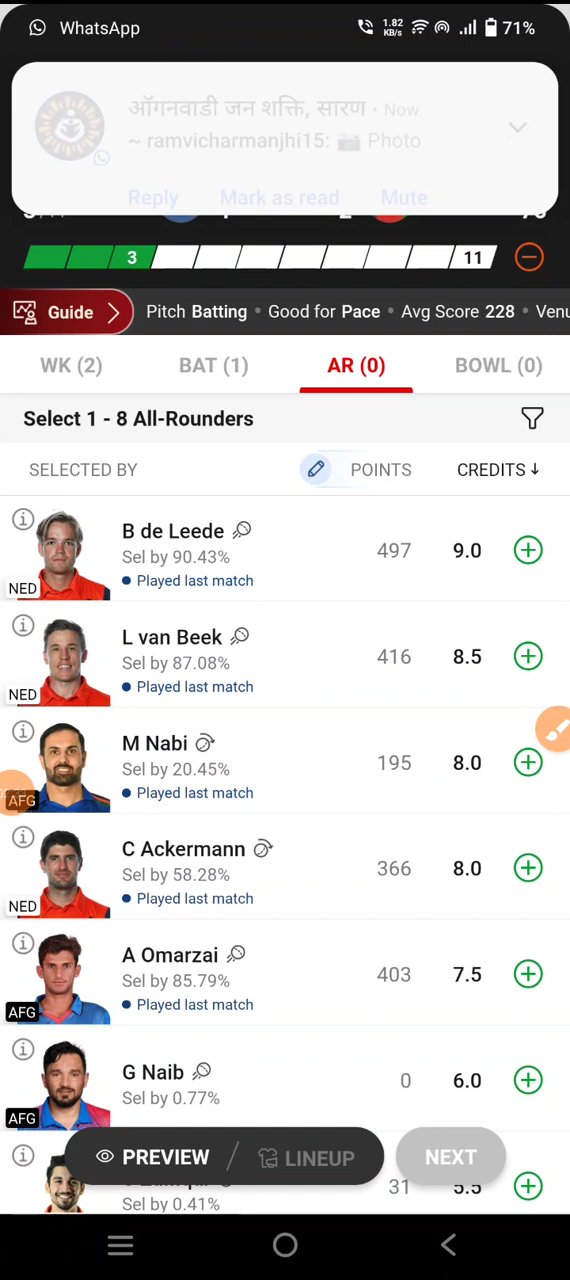 WhatsApp 1.82 KB/s 71%
ऑगनवाडी जन शक्ति, सारण • Now
~ ramvicharmanjhi15: 📷 Photo
Reply Mark as read Mute
3 11
Guide Pitch Batting • Good for Pace • Avg Score 228 • Venu
WK (2) BAT (1) AR (0) BOWL (0)
Select 1 - 8 All-Rounders
SELECTED BY POINTS CREDITS ↓
B de Leede
Sel by 90.43% 497 9.0
NED • Played last match
L van Beek
Sel by 87.08% 416 8.5
NED • Played last match
M Nabi
Sel by 20.45% 195 8.0
AFG • Played last match
C Ackermann
Sel by 58.28% 366 8.0
NED • Played last match
A Omarzai
Sel by 85.79% 403 7.5
AFG • Played last match
G Naib 0 6.0
Sel by 0.77%
AFG
PREVIEW / LINEUP NEXT
31 5.5
Sel by 0.41%